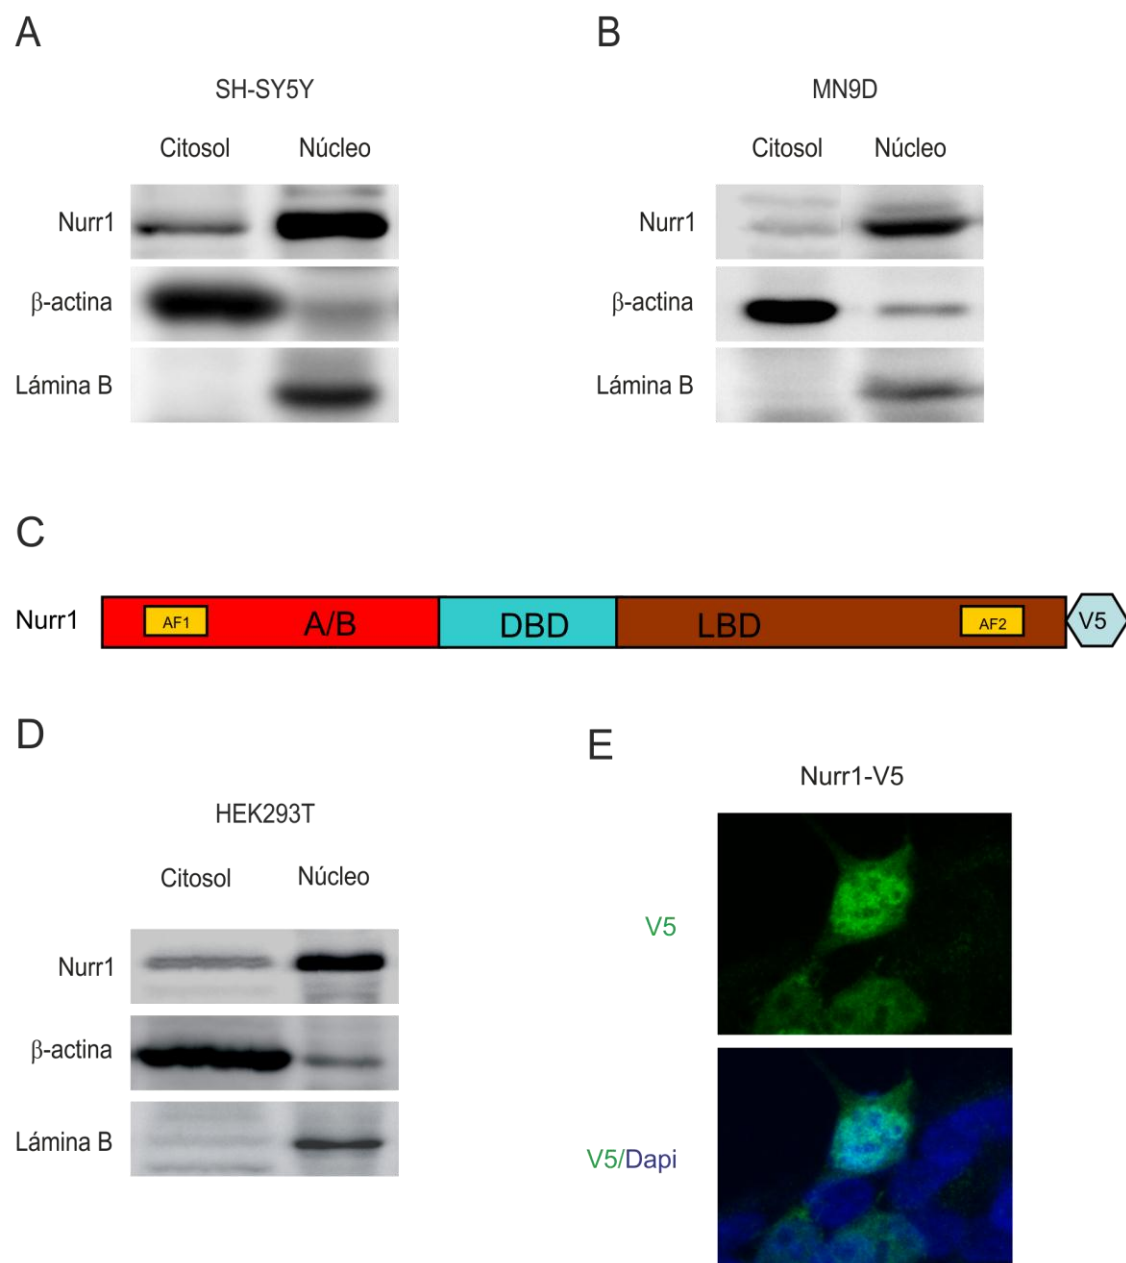 A
SH-SY5Y
Citosol Núcleo
Nurr1
β-actina
Lámina B
B
MN9D
Citosol Núcleo
Nurr1
β-actina
Lámina B
C
Nurr1 AF1 A/B DBD LBD AF2 V5
D
HEK293T
Citosol Núcleo
Nurr1
β-actina
Lámina B
E
Nurr1-V5
V5
V5/Dapi